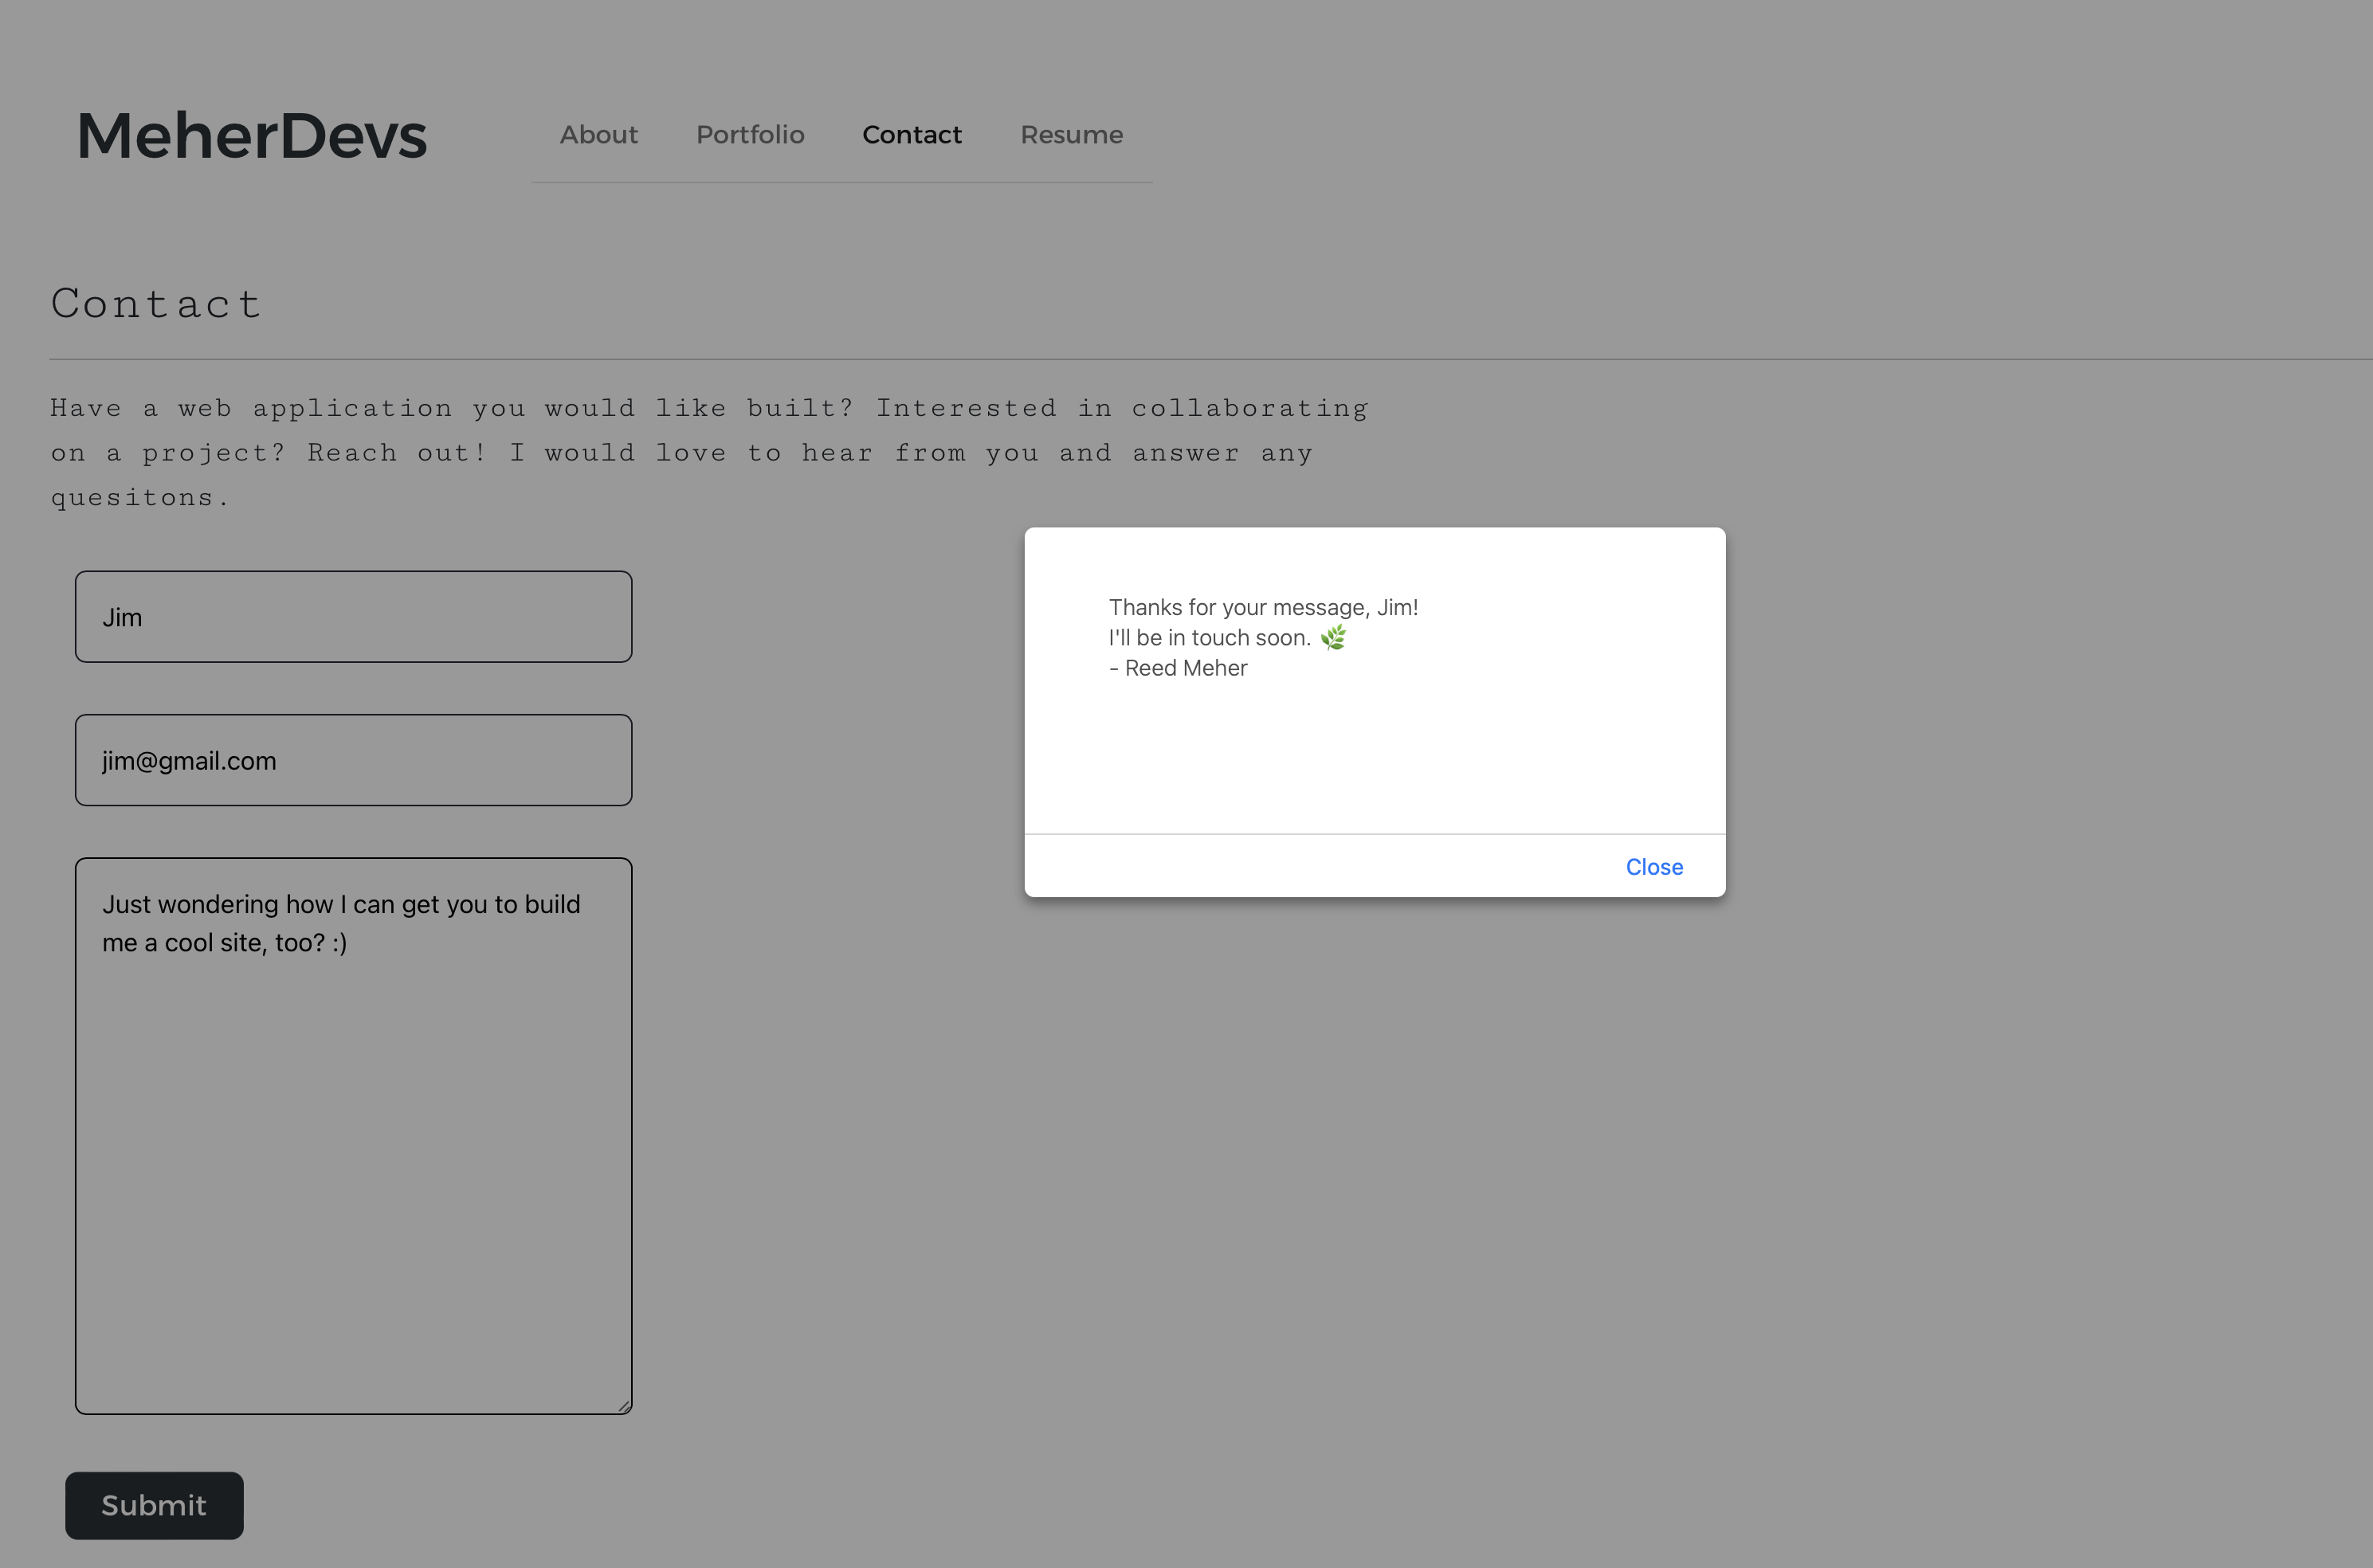 MeherDevs
About
Portfolio
Contact
Resume
Contact
Have a web application you would like built? Interested in collaborating
on a project? Reach out! I would love to hear from you and answer any
quesitons.
Jim
jim@gmail.com
Just wondering how I can get you to build
me a cool site, too? :)
Submit
Thanks for your message, Jim!
I'll be in touch soon. 🌿
- Reed Meher
Close